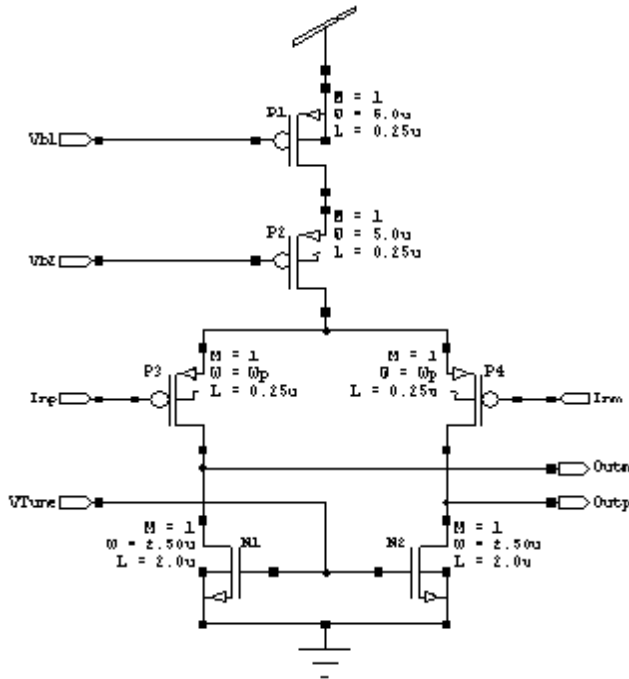 P1
M = 1
W = 6.0u
L = 0.25u
Vb1
P2
M = 1
W = 5.0u
L = 0.25u
Vb2
P3
M = 1
W = Wp
L = 0.25u
M = 1
W = Wp
L = 0.25u
P4
Inp
Inm
Outm
VTune
Outp
M = 1
W = 2.50u
L = 2.0u
N1
N2
M = 1
W = 2.50u
L = 2.0u